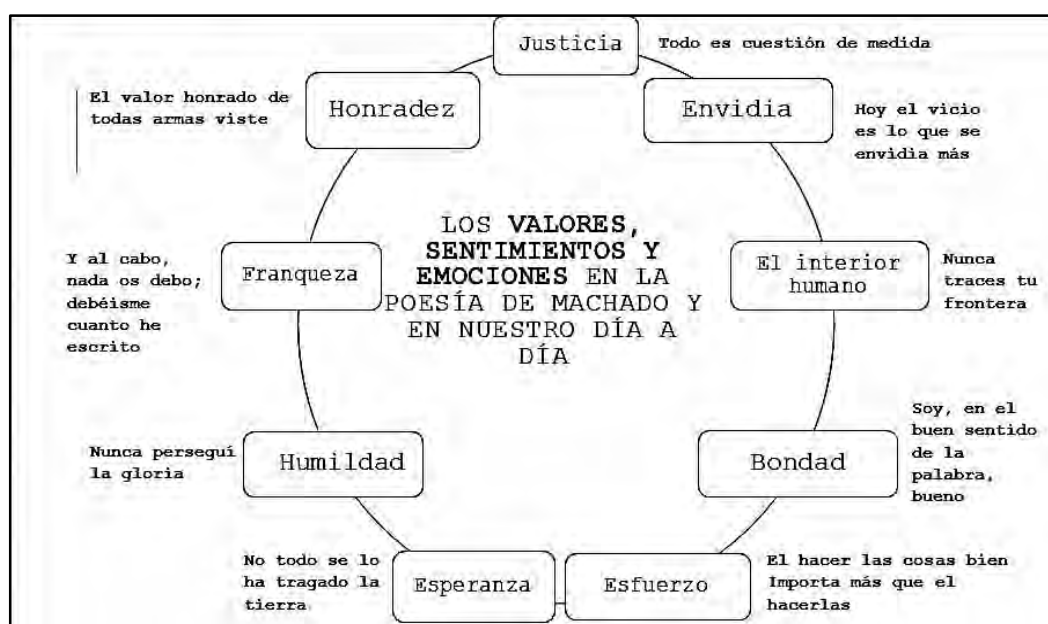 Justicia
Todo es cuestión de medida
Envidia
Hoy el vicio
es lo que se
envidia más
El interior
humano
Nunca
traces tu
frontera
Bondad
Soy, en el
buen sentido
de la
palabra,
bueno
Esfuerzo
El hacer las cosas bien
Importa más que el
hacerlas
Esperanza
No todo se lo
ha tragado la
tierra
Humildad
Nunca perseguí
la gloria
Franqueza
Y al cabo,
nada os debo;
debéisme
cuanto he
escrito
Honradez
El valor honrado de
todas armas viste
LOS VALORES,
SENTIMIENTOS Y
EMOCIONES EN LA
POESÍA DE MACHADO Y
EN NUESTRO DÍA A
DÍA